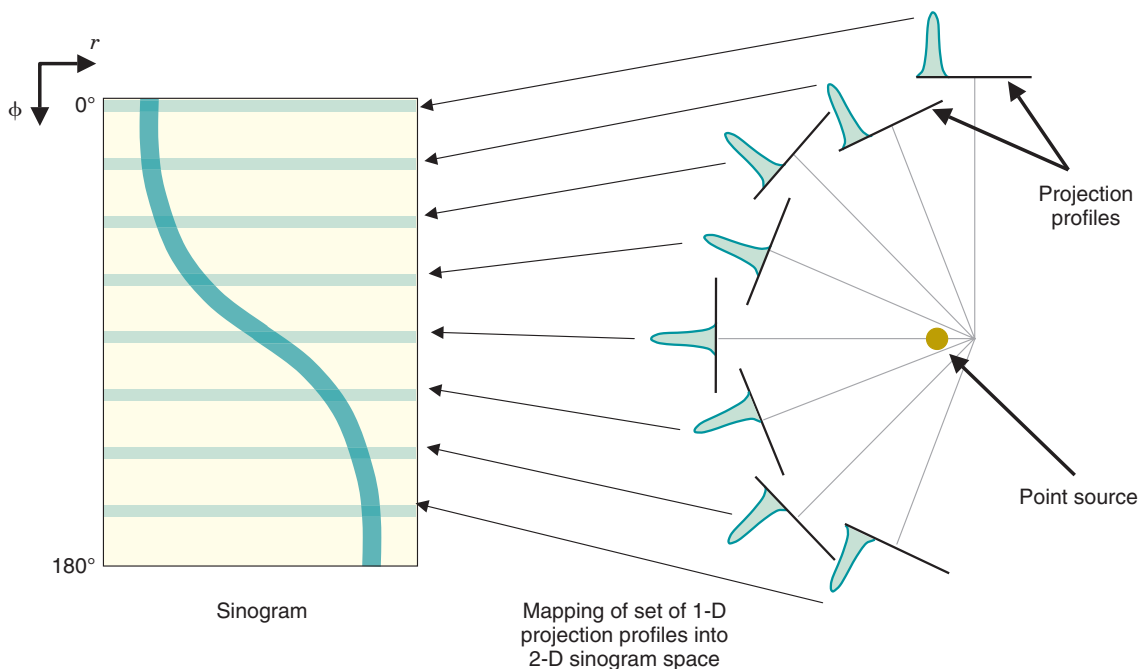 r
ϕ
0°
180°
Sinogram
Mapping of set of 1-D
projection profiles into
2-D sinogram space
Projection
profiles
Point source